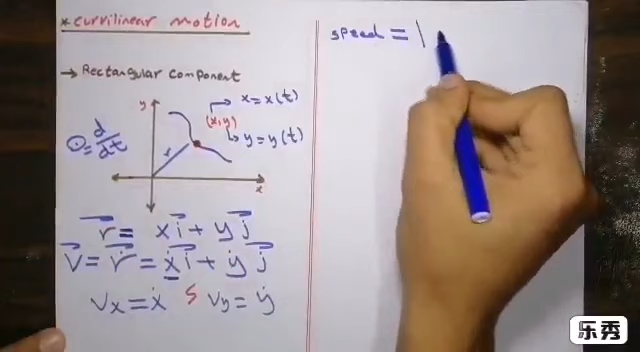 * curvilinear motion
→ Rectangular component
y
x = x(t)
(x,y)
y = y(t)
r
x
ʘ = d/dt
r⃗ = x i⃗ + y j⃗
v⃗ = ṙ⃗ = ẋ i⃗ + ẏ j⃗
Vx = ẋ , Vy = ẏ
speed = |
乐秀